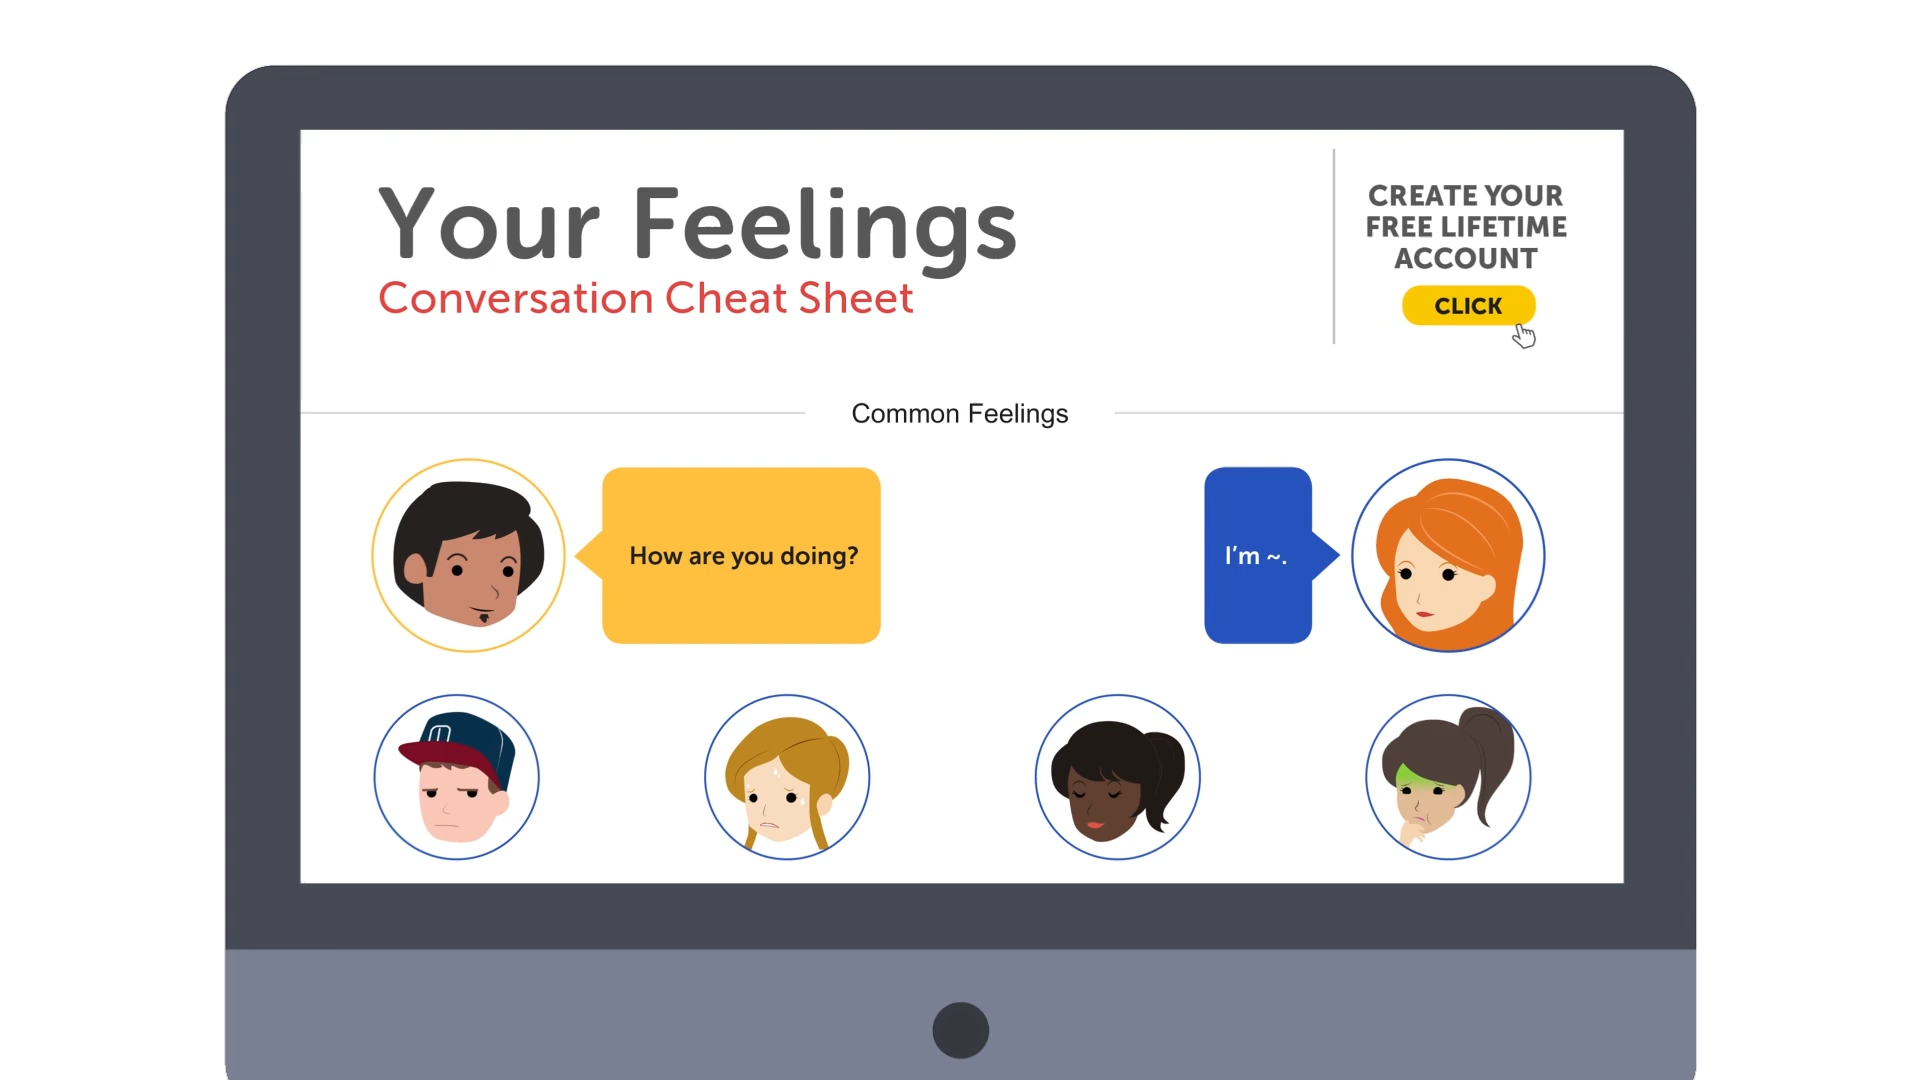 Your Feelings
Conversation Cheat Sheet
CREATE YOUR
FREE LIFETIME
ACCOUNT
CLICK
Common Feelings
How are you doing?
I'm ~.